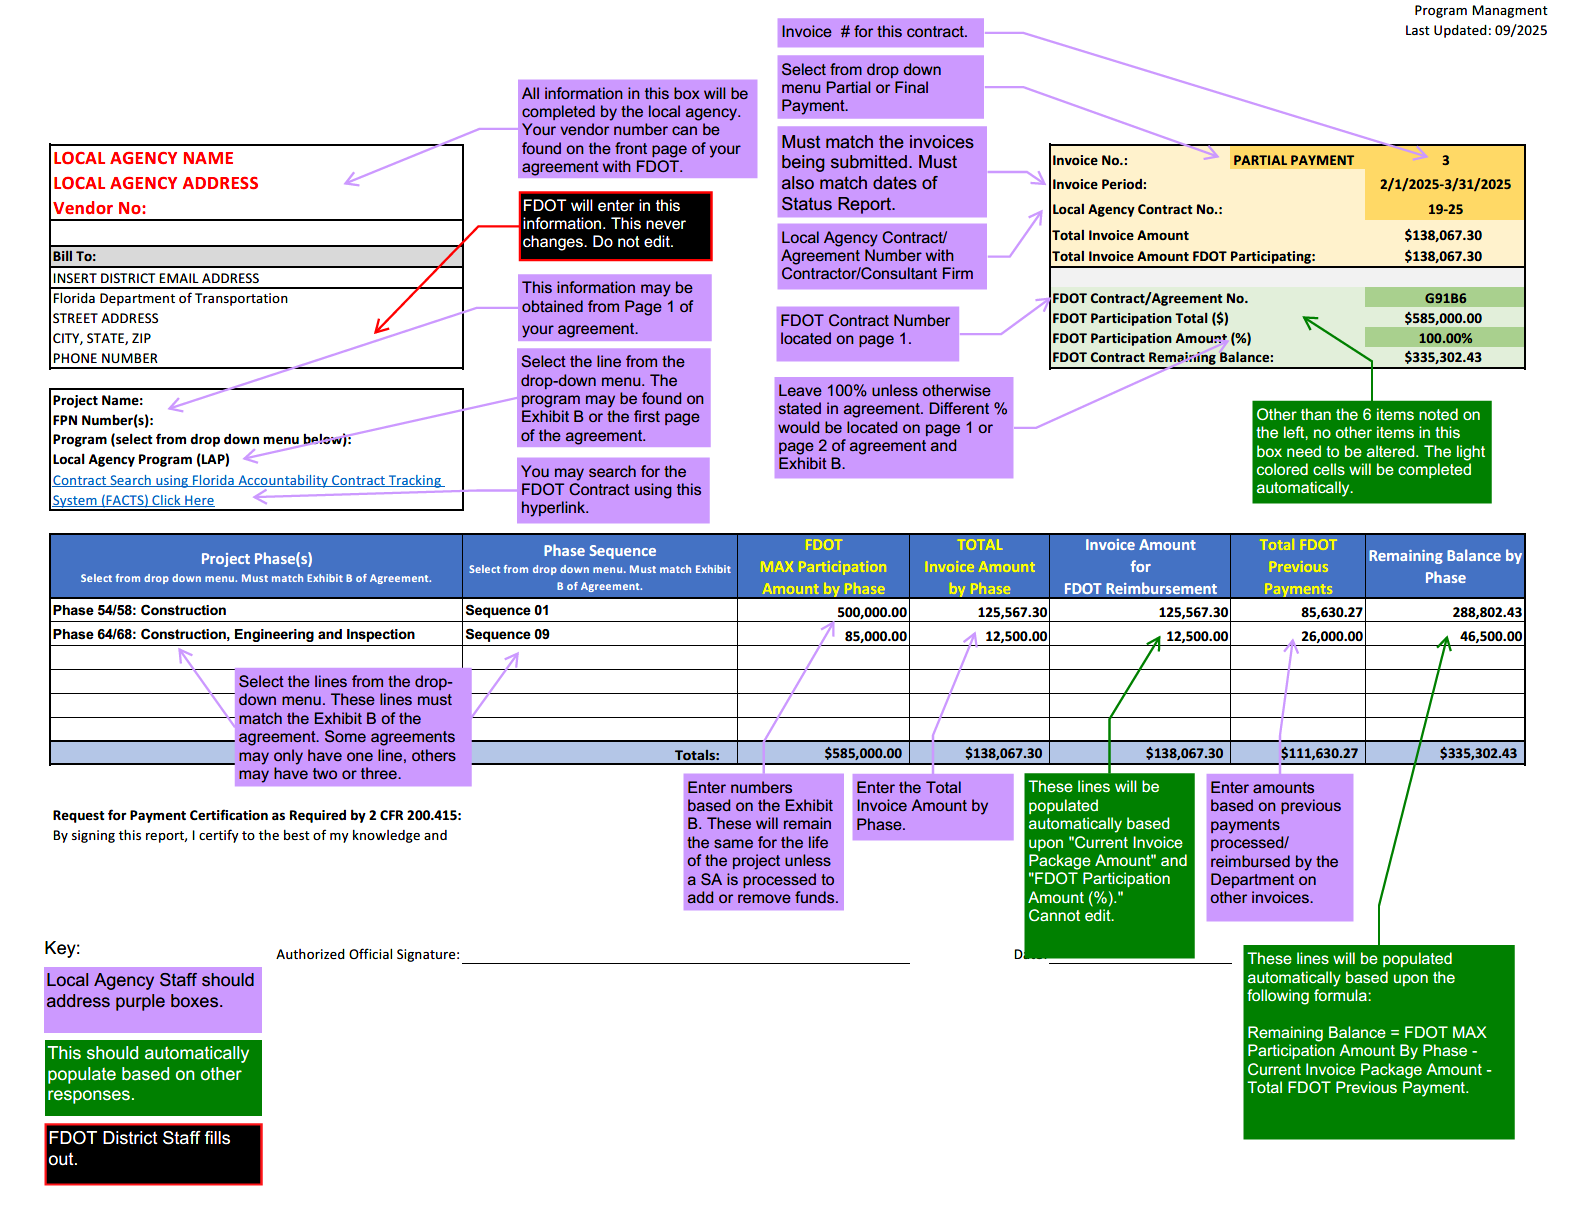 Program Managment
Last Updated: 09/2025
Invoice  # for this contract.
Select from drop down
menu Partial or Final
Payment.
All information in this box will be
completed by the local agency.
Your vendor number can be
found on the front page of your
agreement with FDOT.
Must match the invoices
being submitted. Must
also match dates of
Status Report.
LOCAL AGENCY NAME
LOCAL AGENCY ADDRESS
Vendor No:
FDOT will enter in this
information. This never
changes. Do not edit.
Local Agency Contract/
Agreement Number with
Contractor/Consultant Firm
Invoice No.: PARTIAL PAYMENT 3
Invoice Period: 2/1/2025-3/31/2025
Local Agency Contract No.: 19-25
Total Invoice Amount $138,067.30
Total Invoice Amount FDOT Participating: $138,067.30
Bill To:
INSERT DISTRICT EMAIL ADDRESS
Florida Department of Transportation
STREET ADDRESS
CITY, STATE, ZIP
PHONE NUMBER
This information may be
obtained from Page 1 of
your agreement.
FDOT Contract Number
located on page 1.
FDOT Contract/Agreement No. G91B6
FDOT Participation Total ($) $585,000.00
FDOT Participation Amount (%) 100.00%
FDOT Contract Remaining Balance: $335,302.43
Select the line from the
drop-down menu. The
program may be found on
Exhibit B or the first page
of the agreement.
Leave 100% unless otherwise
stated in agreement. Different %
would be located on page 1 or
page 2 of agreement and
Exhibit B.
Other than the 6 items noted on
the left, no other items in this
box need to be altered. The light
colored cells will be completed
automatically.
Project Name:
FPN Number(s):
Program (select from drop down menu below):
Local Agency Program (LAP)
Contract Search using Florida Accountability Contract Tracking
System (FACTS) Click Here
You may search for the
FDOT Contract using this
hyperlink.
Project Phase(s)
Select from drop down menu. Must match Exhibit B of Agreement.
Phase Sequence
Select from drop down menu. Must match Exhibit
B of Agreement.
FDOT
MAX Participation
Amount by Phase
TOTAL
Invoice Amount
by Phase
Invoice Amount
for
FDOT Reimbursement
Total FDOT
Previous
Payments
Remaining Balance by
Phase
Phase 54/58: Construction Sequence 01 500,000.00 125,567.30 125,567.30 85,630.27 288,802.43
Phase 64/68: Construction, Engineering and Inspection Sequence 09 85,000.00 12,500.00 12,500.00 26,000.00 46,500.00
Select the lines from the drop-
down menu. These lines must
match the Exhibit B of the
agreement. Some agreements
may only have one line, others
may have two or three.
Totals: $585,000.00 $138,067.30 $138,067.30 $111,630.27 $335,302.43
Enter numbers
based on the Exhibit
B. These will remain
the same for the life
of the project unless
a SA is processed to
add or remove funds.
Enter the Total
Invoice Amount by
Phase.
These lines will be
populated
automatically based
upon "Current Invoice
Package Amount" and
"FDOT Participation
Amount (%)."
Cannot edit.
Enter amounts
based on previous
payments
processed/
reimbursed by the
Department on
other invoices.
Request for Payment Certification as Required by 2 CFR 200.415:
By signing this report, I certify to the best of my knowledge and
Authorized Official Signature:
Date:
These lines will be populated
automatically based upon the
following formula:
Remaining Balance = FDOT MAX
Participation Amount By Phase -
Current Invoice Package Amount -
Total FDOT Previous Payment.
Key:
Local Agency Staff should
address purple boxes.
This should automatically
populate based on other
responses.
FDOT District Staff fills
out.